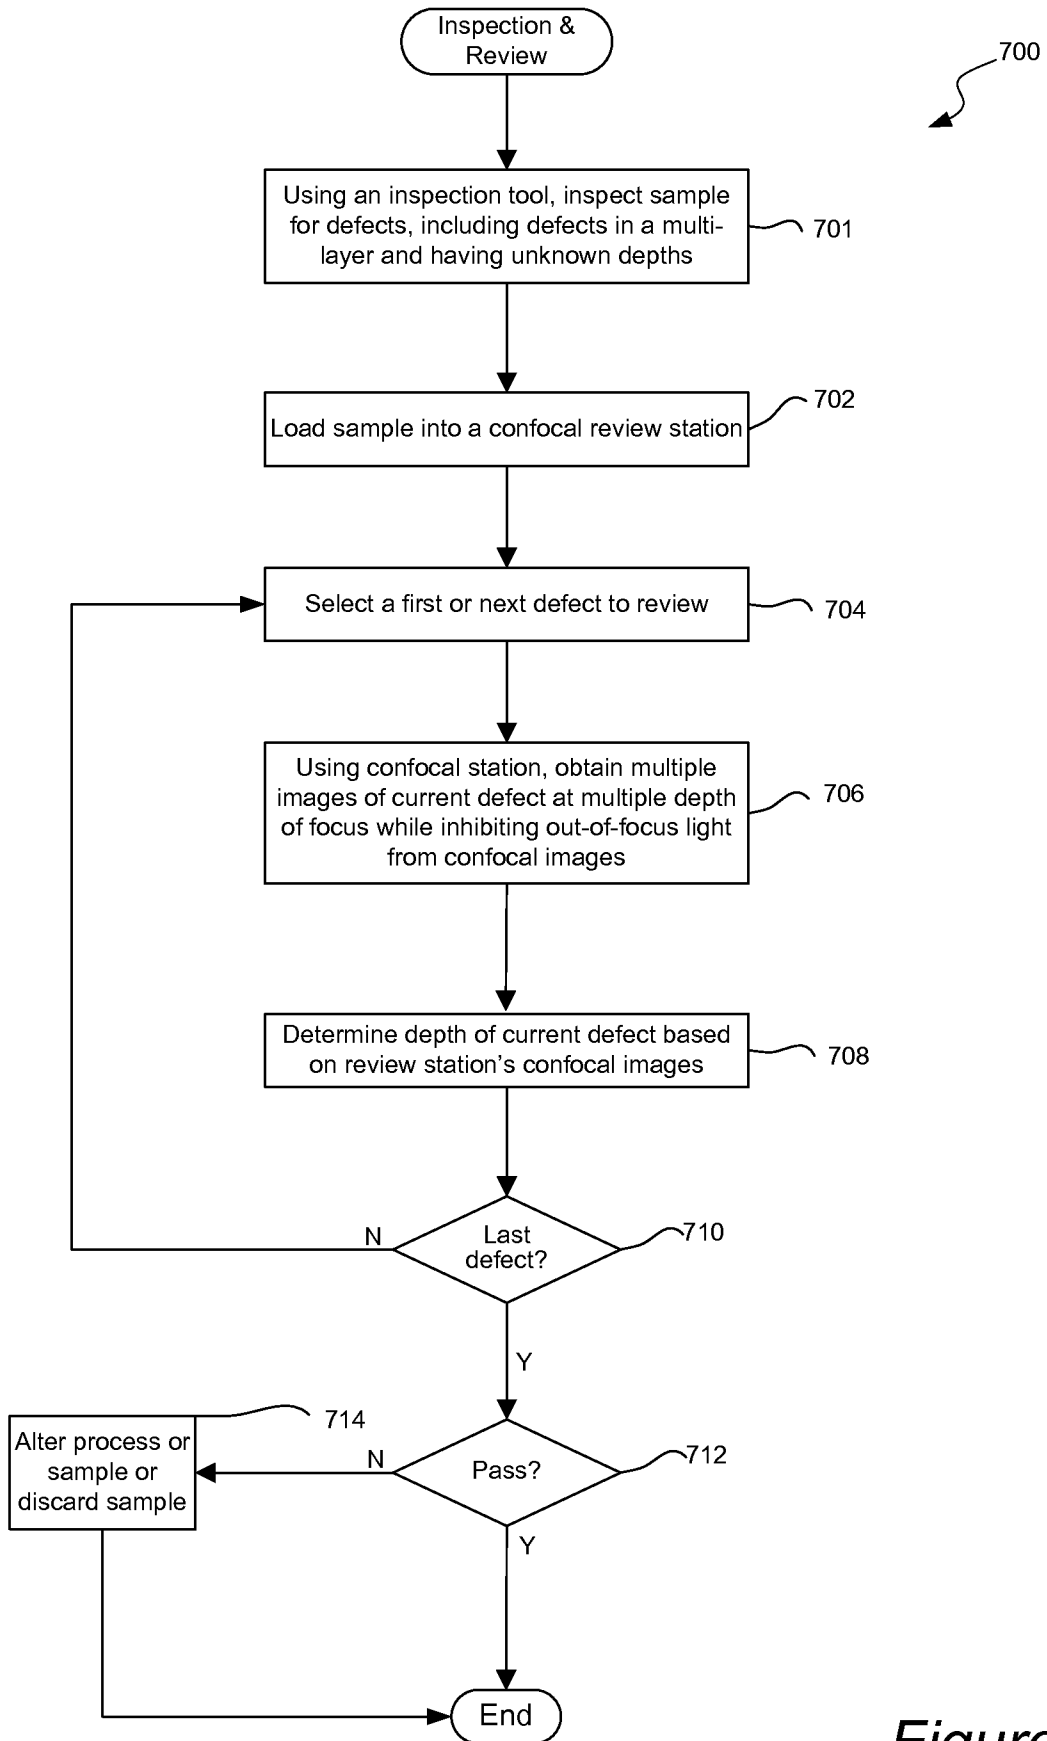 Inspection &
Review
700
Using an inspection tool, inspect sample
for defects, including defects in a multi-
layer and having unknown depths
701
702
Load sample into a confocal review station
Select a first or next defect to review
704
Using confocal station, obtain multiple
images of current defect at multiple depth
of focus while inhibiting out-of-focus light
from confocal images
706
Determine depth of current defect based
on review station's confocal images
708
N
Last
defect?
710
Y
714
Alter process or
sample or
discard sample
N
Pass?
712
Y
End
Figure